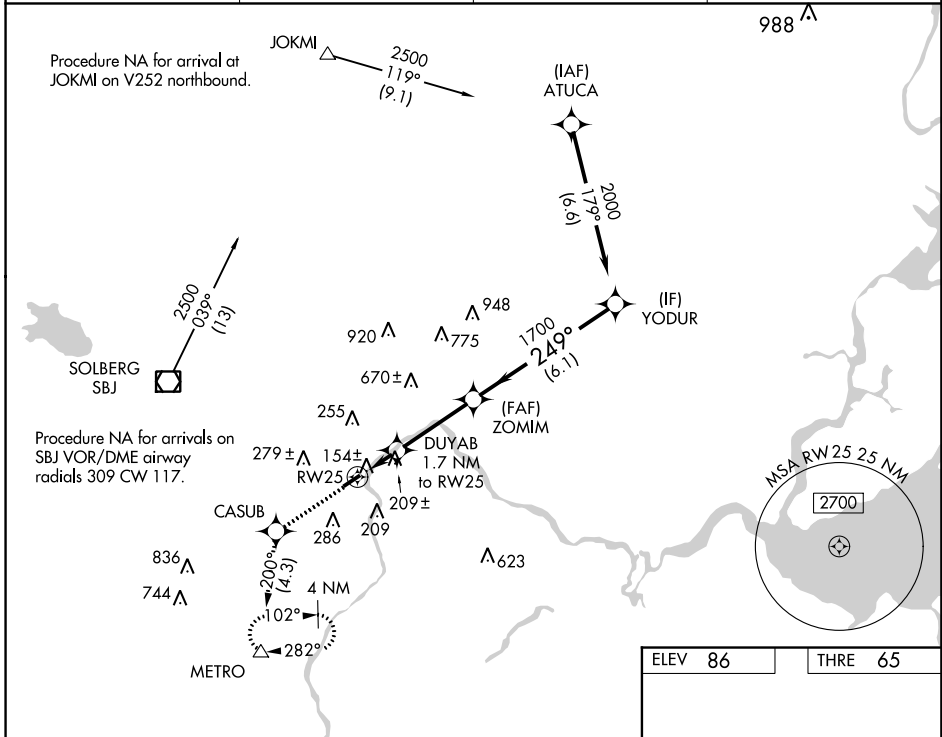 988
JOKMI
Procedure NA for arrival at
JOKMI on V252 northbound.
2500
119°
(9.1)
(IAF)
ATUCA
2000
179°
(6.6)
(IF)
YODUR
2500
039°
(13)
SOLBERG
SBJ
948
920
775
1700
249°
(6.1)
670±
(FAF)
ZOMIM
255
Procedure NA for arrivals on
SBJ VOR/DME airway
radials 309 CW 117.
279±
154±
RW25
DUYAB
1.7 NM
to RW25
209±
MSA RW 25 25 NM
2700
CASUB
286
209
623
836
744
200°
(4.3)
4 NM
102°
282°
METRO
ELEV 86
THRE 65